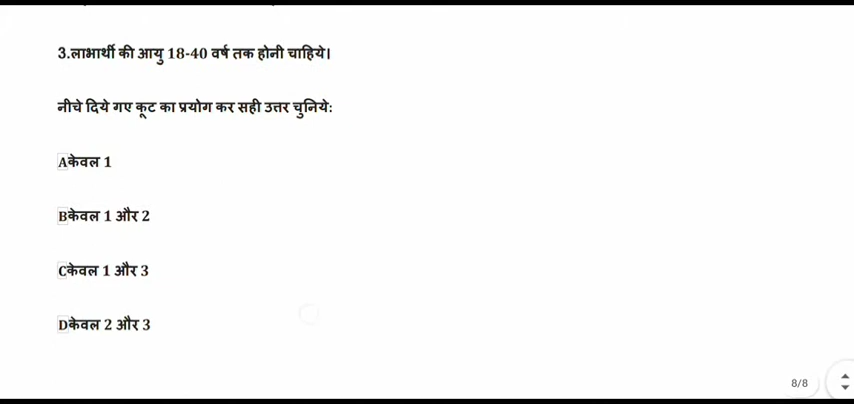 3.लाभार्थी की आयु 18-40 वर्ष तक होनी चाहिये।
नीचे दिये गए कूट का प्रयोग कर सही उत्तर चुनिये:
Aकेवल 1
Bकेवल 1 और 2
Cकेवल 1 और 3
Dकेवल 2 और 3
8/8